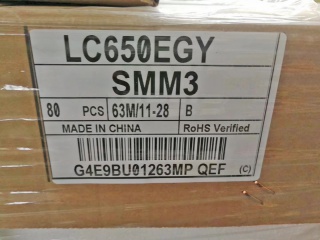 LC650EGY
SMM3
80 PCS 63M/11-28 B
MADE IN CHINA RoHS Verified
G4E9BU01263MP QEF (C)